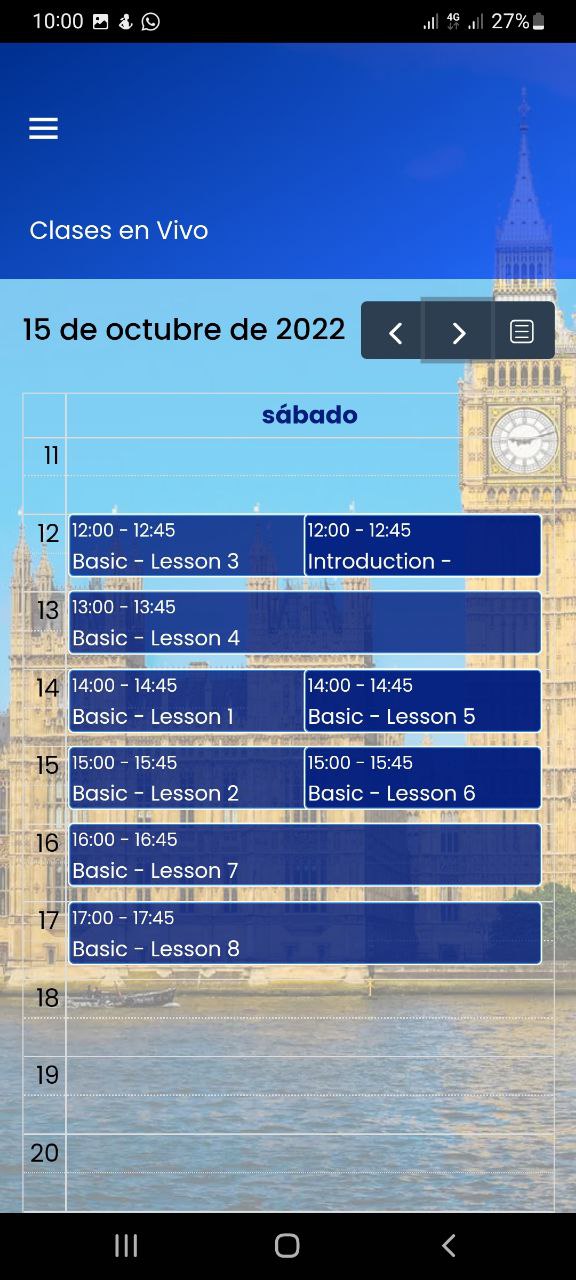 10:00
4G
27%
Clases en Vivo
15 de octubre de 2022
sábado
11
12
12:00 - 12:45
Basic - Lesson 3
12:00 - 12:45
Introduction -
13
13:00 - 13:45
Basic - Lesson 4
14
14:00 - 14:45
Basic - Lesson 1
14:00 - 14:45
Basic - Lesson 5
15
15:00 - 15:45
Basic - Lesson 2
15:00 - 15:45
Basic - Lesson 6
16
16:00 - 16:45
Basic - Lesson 7
17
17:00 - 17:45
Basic - Lesson 8
18
19
20